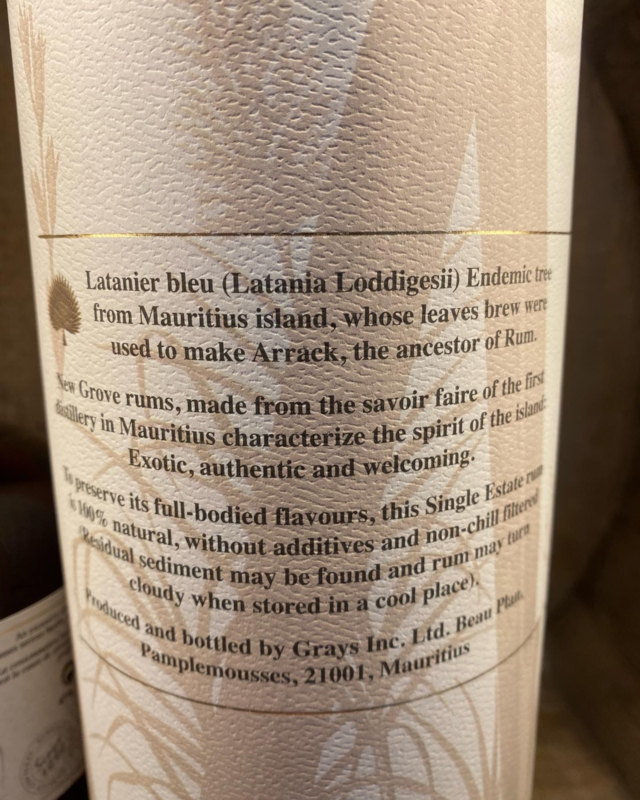 Latanier bleu (Latania Loddigesii) Endemic tree
from Mauritius island, whose leaves brew were
used to make Arrack, the ancestor of Rum.
New Grove rums, made from the savoir faire of the first
distillery in Mauritius characterize the spirit of the island:
Exotic, authentic and welcoming.
To preserve its full-bodied flavours, this Single Estate rum
is 100% natural, without additives and non-chill filtered
(Residual sediment may be found and rum may turn
cloudy when stored in a cool place).
Produced and bottled by Grays Inc. Ltd. Beau Plan,
Pamplemousses, 21001, Mauritius